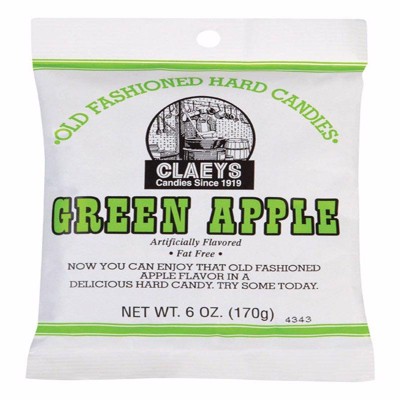 •OLD FASHIONED HARD CANDIES•
CLAEYS
Candies Since 1919
GREEN APPLE
Artificially Flavored
• Fat Free •
NOW YOU CAN ENJOY THAT OLD FASHIONED
APPLE FLAVOR IN A
DELICIOUS HARD CANDY. TRY SOME TODAY.
NET WT. 6 OZ. (170g)
4343